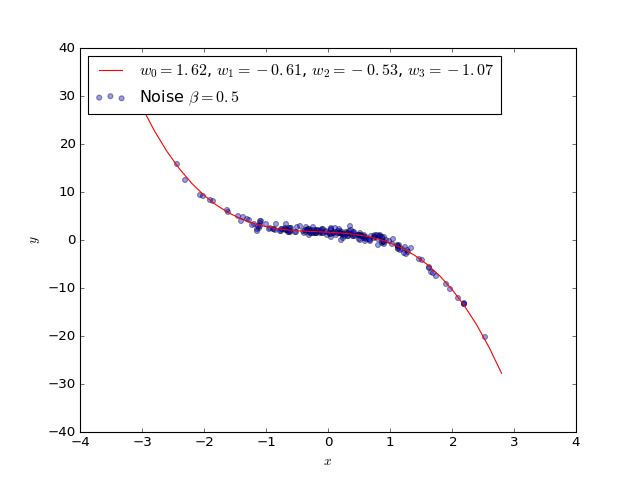 40
30
20
10
0
−10
−20
−30
−40
y
w₀ = 1.62, w₁ = −0.61, w₂ = −0.53, w₃ = −1.07
Noise β = 0.5
−4 −3 −2 −1 0 1 2 3 4
x